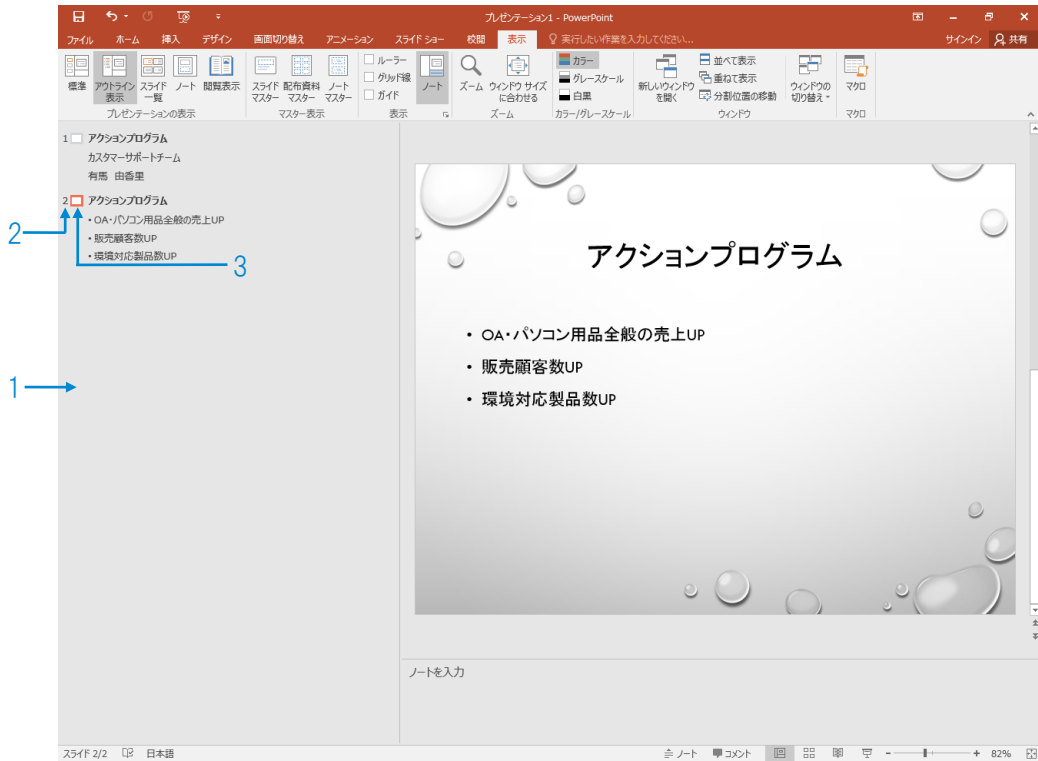 プレゼンテーション1 - PowerPoint
ファイル ホーム 挿入 デザイン 画面切り替え アニメーション スライド ショー 校閲 表示 実行したい作業を入力してください... サインイン 共有
標準 アウトライン表示 スライド一覧 ノート 閲覧表示
プレゼンテーションの表示
スライドマスター 配布資料マスター ノートマスター
マスター表示
ルーラー
グリッド線
ガイド
ノート
表示
ズーム ウィンドウ サイズに合わせる
ズーム
カラー
グレースケール
白黒
カラー/グレースケール
新しいウィンドウを開く
並べて表示
重ねて表示
分割位置の移動
ウィンドウの切り替え
ウィンドウ
マクロ
マクロ
1 アクションプログラム
カスタマーサポートチーム
有馬 由香里
2 アクションプログラム
・OA・パソコン用品全般の売上UP
・販売顧客数UP
・環境対応製品数UP
2
3
1
アクションプログラム
・OA・パソコン用品全般の売上UP
・販売顧客数UP
・環境対応製品数UP
ノートを入力
スライド 2/2 日本語 ノート コメント - + 82%